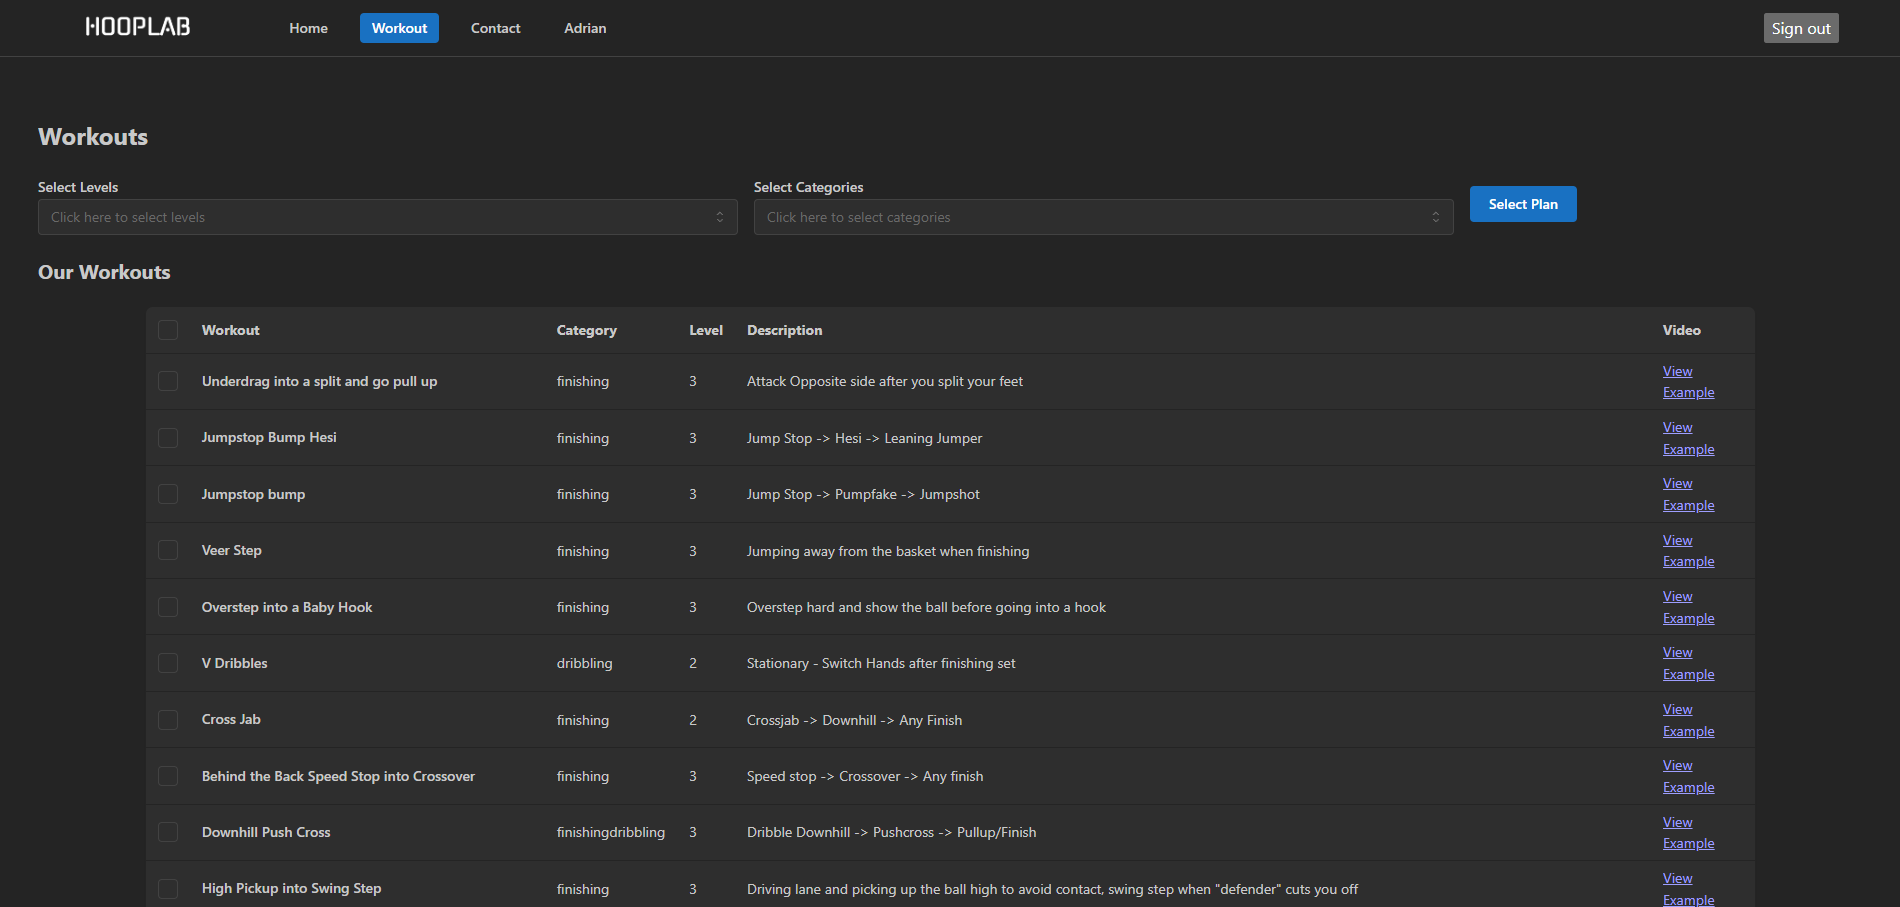 HOOPLAB Home Workout Contact Adrian Sign out
Workouts
Select Levels Select Categories
Click here to select levels Click here to select categories Select Plan
Our Workouts
Workout Category Level Description Video
Underdrag into a split and go pull up finishing 3 Attack Opposite side after you split your feet View Example
Jumpstop Bump Hesi finishing 3 Jump Stop -> Hesi -> Leaning Jumper View Example
Jumpstop bump finishing 3 Jump Stop -> Pumpfake -> Jumpshot View Example
Veer Step finishing 3 Jumping away from the basket when finishing View Example
Overstep into a Baby Hook finishing 3 Overstep hard and show the ball before going into a hook View Example
V Dribbles dribbling 2 Stationary - Switch Hands after finishing set View Example
Cross Jab finishing 2 Crossjab -> Downhill -> Any Finish View Example
Behind the Back Speed Stop into Crossover finishing 3 Speed stop -> Crossover -> Any finish View Example
Downhill Push Cross finishingdribbling 3 Dribble Downhill -> Pushcross -> Pullup/Finish View Example
High Pickup into Swing Step finishing 3 Driving lane and picking up the ball high to avoid contact, swing step when "defender" cuts you off View Example